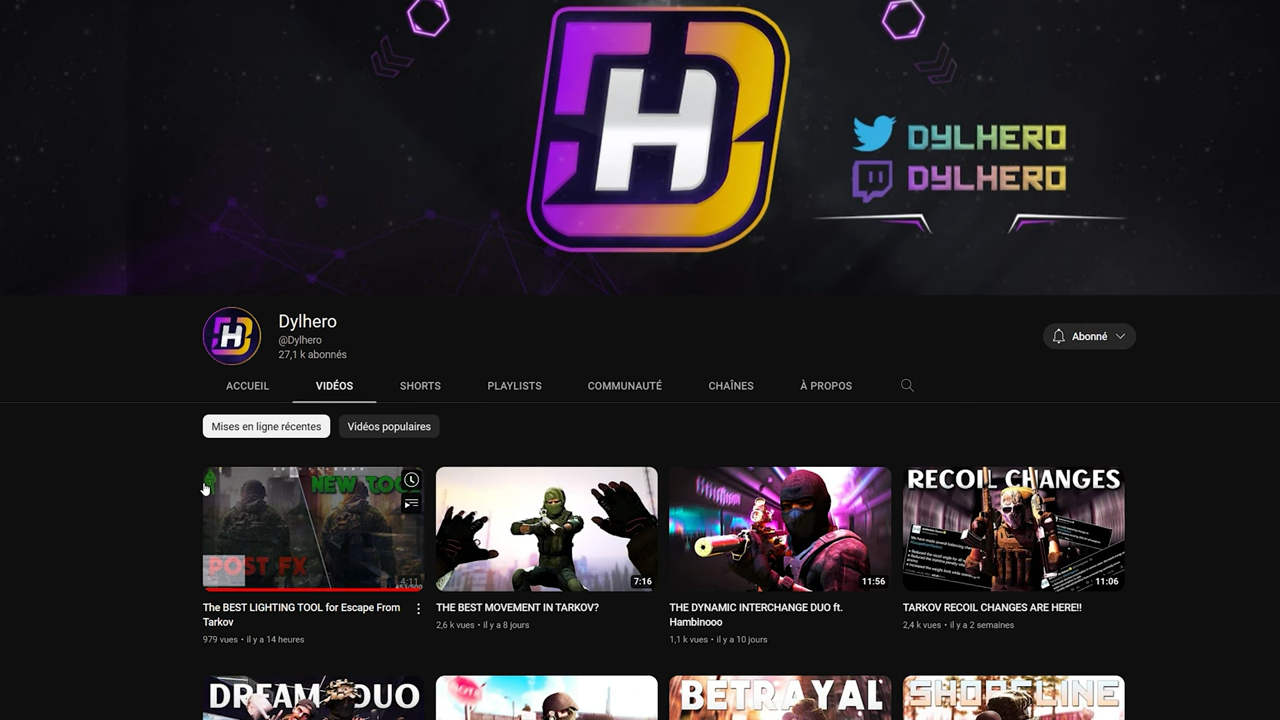 H
DYLHERO
DYLHERO
H
Dylhero
@Dylhero
27,1 k abonnés
Abonné
ACCUEIL
VIDÉOS
SHORTS
PLAYLISTS
COMMUNAUTÉ
CHAÎNES
À PROPOS
Mises en ligne récentes
Vidéos populaires
NEW TOOL
POST FX
4:11
7:16
11:56
RECOIL CHANGES
11:06
The BEST LIGHTING TOOL for Escape From
Tarkov
979 vues • il y a 14 heures
THE BEST MOVEMENT IN TARKOV?
2,6 k vues • il y a 8 jours
THE DYNAMIC INTERCHANGE DUO ft.
Hambinooo
1,1 k vues • il y a 10 jours
TARKOV RECOIL CHANGES ARE HERE!!
2,4 k vues • il y a 2 semaines
DREAM DUO
BETRAYAL
SHORELINE